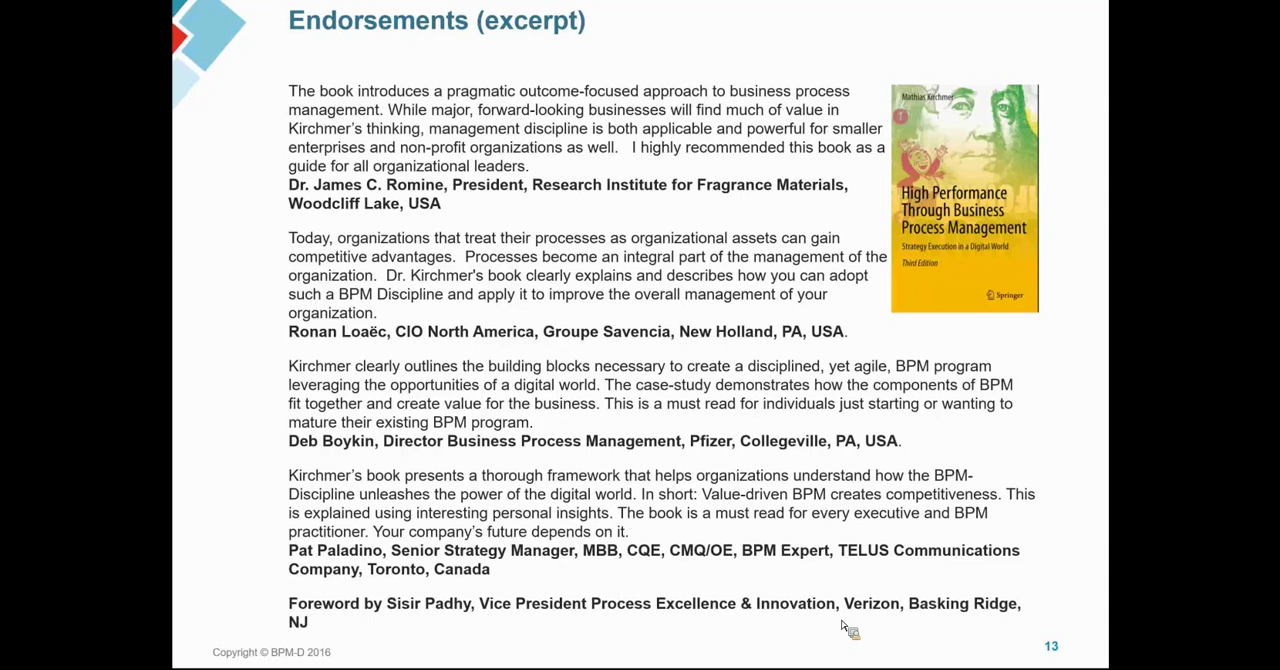 Endorsements (excerpt)
The book introduces a pragmatic outcome-focused approach to business process
management. While major, forward-looking businesses will find much of value in
Kirchmer’s thinking, management discipline is both applicable and powerful for smaller
enterprises and non-profit organizations as well.   I highly recommended this book as a
guide for all organizational leaders.
Dr. James C. Romine, President, Research Institute for Fragrance Materials,
Woodcliff Lake, USA
Today, organizations that treat their processes as organizational assets can gain
competitive advantages.  Processes become an integral part of the management of the
organization.  Dr. Kirchmer's book clearly explains and describes how you can adopt
such a BPM Discipline and apply it to improve the overall management of your
organization.
Ronan Loaëc, CIO North America, Groupe Savencia, New Holland, PA, USA.
Kirchmer clearly outlines the building blocks necessary to create a disciplined, yet agile, BPM program
leveraging the opportunities of a digital world. The case-study demonstrates how the components of BPM
fit together and create value for the business. This is a must read for individuals just starting or wanting to
mature their existing BPM program.
Deb Boykin, Director Business Process Management, Pfizer, Collegeville, PA, USA.
Kirchmer’s book presents a thorough framework that helps organizations understand how the BPM-
Discipline unleashes the power of the digital world. In short: Value-driven BPM creates competitiveness. This
is explained using interesting personal insights. The book is a must read for every executive and BPM
practitioner. Your company’s future depends on it.
Pat Paladino, Senior Strategy Manager, MBB, CQE, CMQ/OE, BPM Expert, TELUS Communications
Company, Toronto, Canada
Foreword by Sisir Padhy, Vice President Process Excellence & Innovation, Verizon, Basking Ridge,
NJ
Mathias Kirchmer
High Performance
Through Business
Process Management
Strategy Execution in a Digital World
Third Edition
Springer
Copyright © BPM-D 2016
13